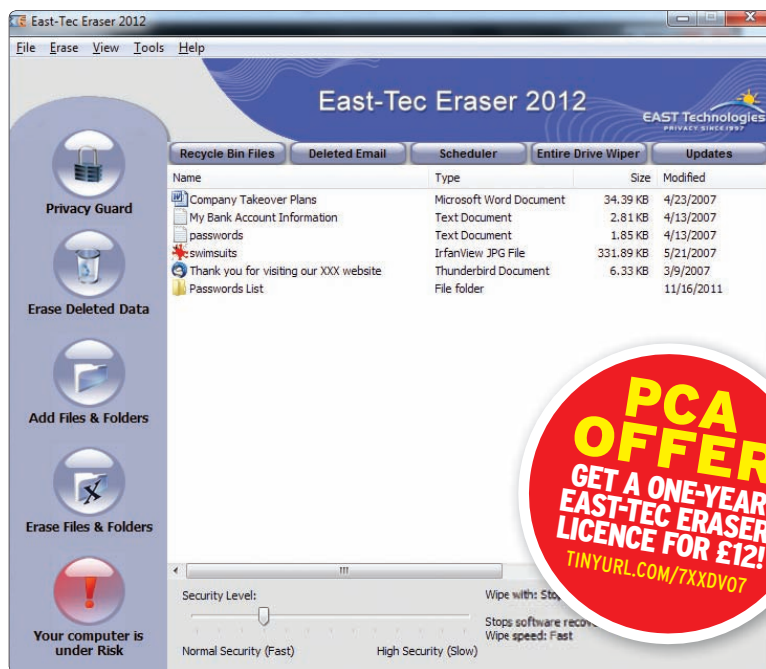 East-Tec Eraser 2012
File Erase View Tools Help
East-Tec Eraser 2012
EAST Technologies
PRIVACY SINCE 1997
Recycle Bin Files Deleted Email Scheduler Entire Drive Wiper Updates
Name Type Size Modified
Company Takeover Plans Microsoft Word Document 34.39 KB 4/23/2007
My Bank Account Information Text Document 2.81 KB 4/13/2007
passwords Text Document 1.85 KB 4/13/2007
swimsuits IrfanView JPG File 331.89 KB 5/21/2007
Thank you for visiting our XXX website Thunderbird Document 6.33 KB 3/9/2007
Passwords List File folder 11/16/2011
Privacy Guard
Erase Deleted Data
Add Files & Folders
Erase Files & Folders
Your computer is
under Risk
PCA
OFFER
GET A ONE-YEAR
EAST-TEC ERASER
LICENCE FOR £12!
TINYURL.COM/7XXDVO7
Security Level:
Normal Security (Fast) High Security (Slow)
Wipe with:
Stops software
Wipe speed: Fast